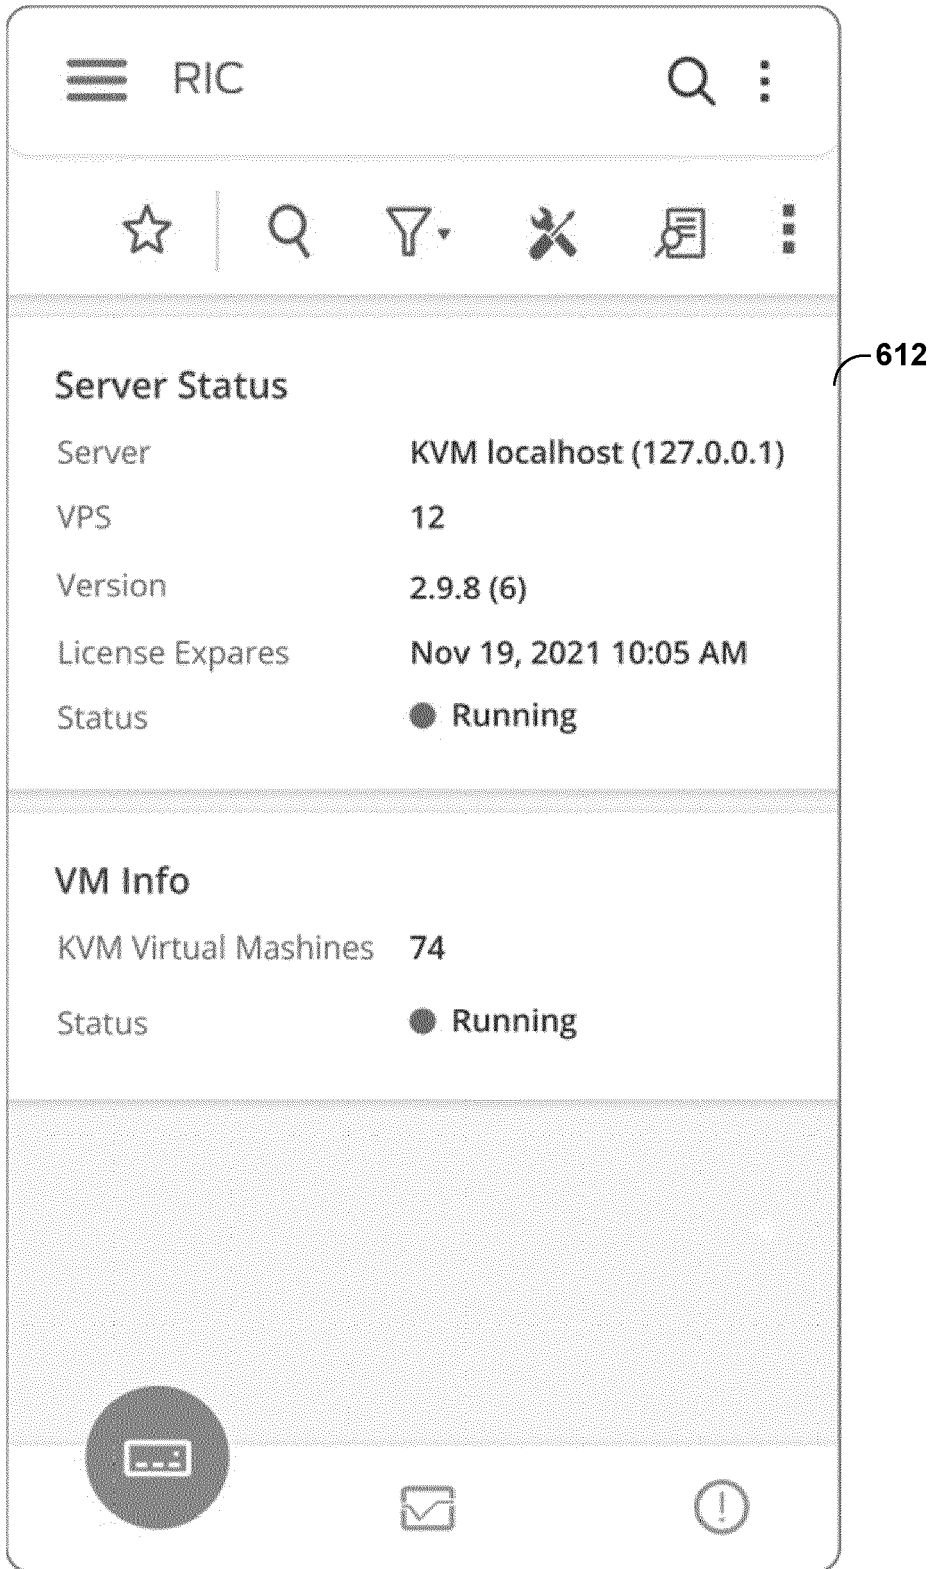 RIC
612
Server Status
Server KVM localhost (127.0.0.1)
VPS 12
Version 2.9.8 (6)
License Expares Nov 19, 2021 10:05 AM
Status Running
VM Info
KVM Virtual Mashines 74
Status Running